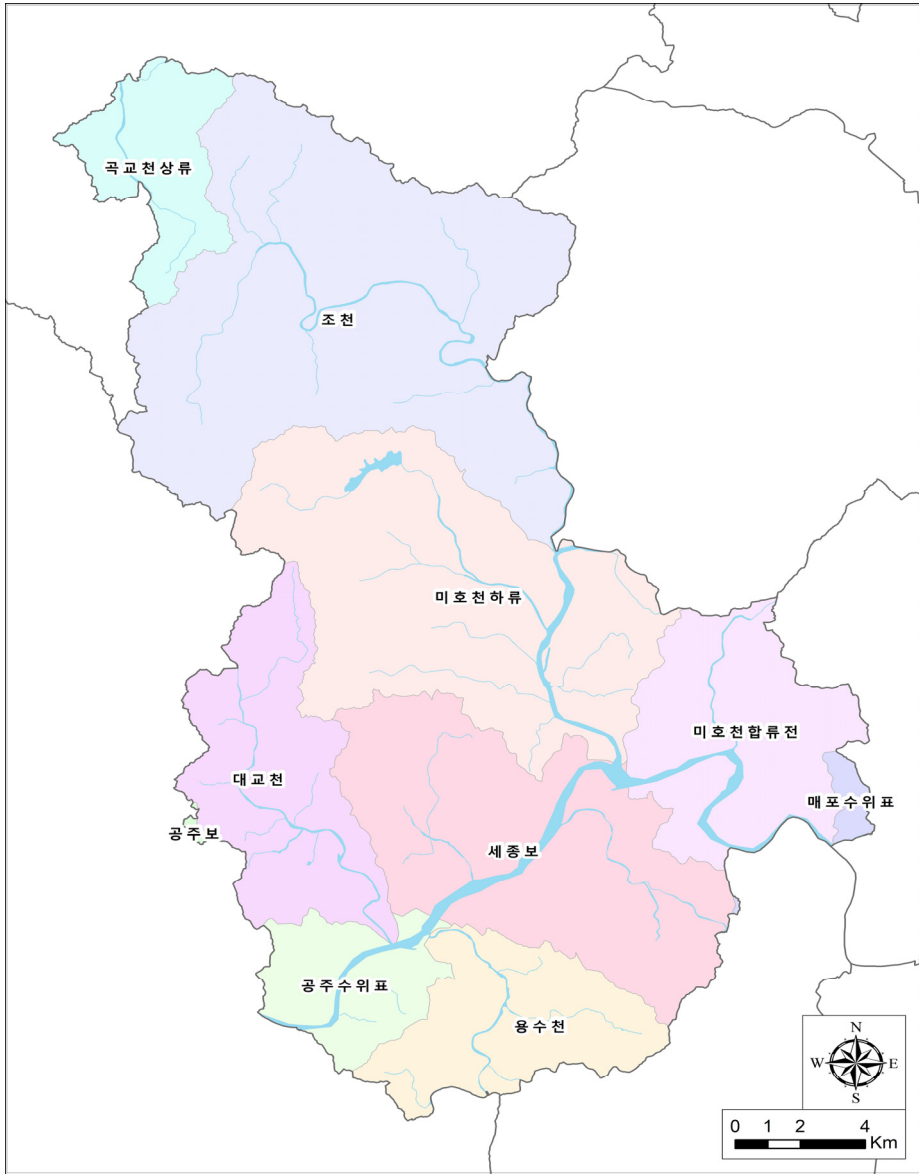 곡교천상류
조천
미호천하류
미호천합류전
대교천
매포수위표
공주보
세종보
공주수위표
용수천
N
W E
S
0 1 2 4
Km